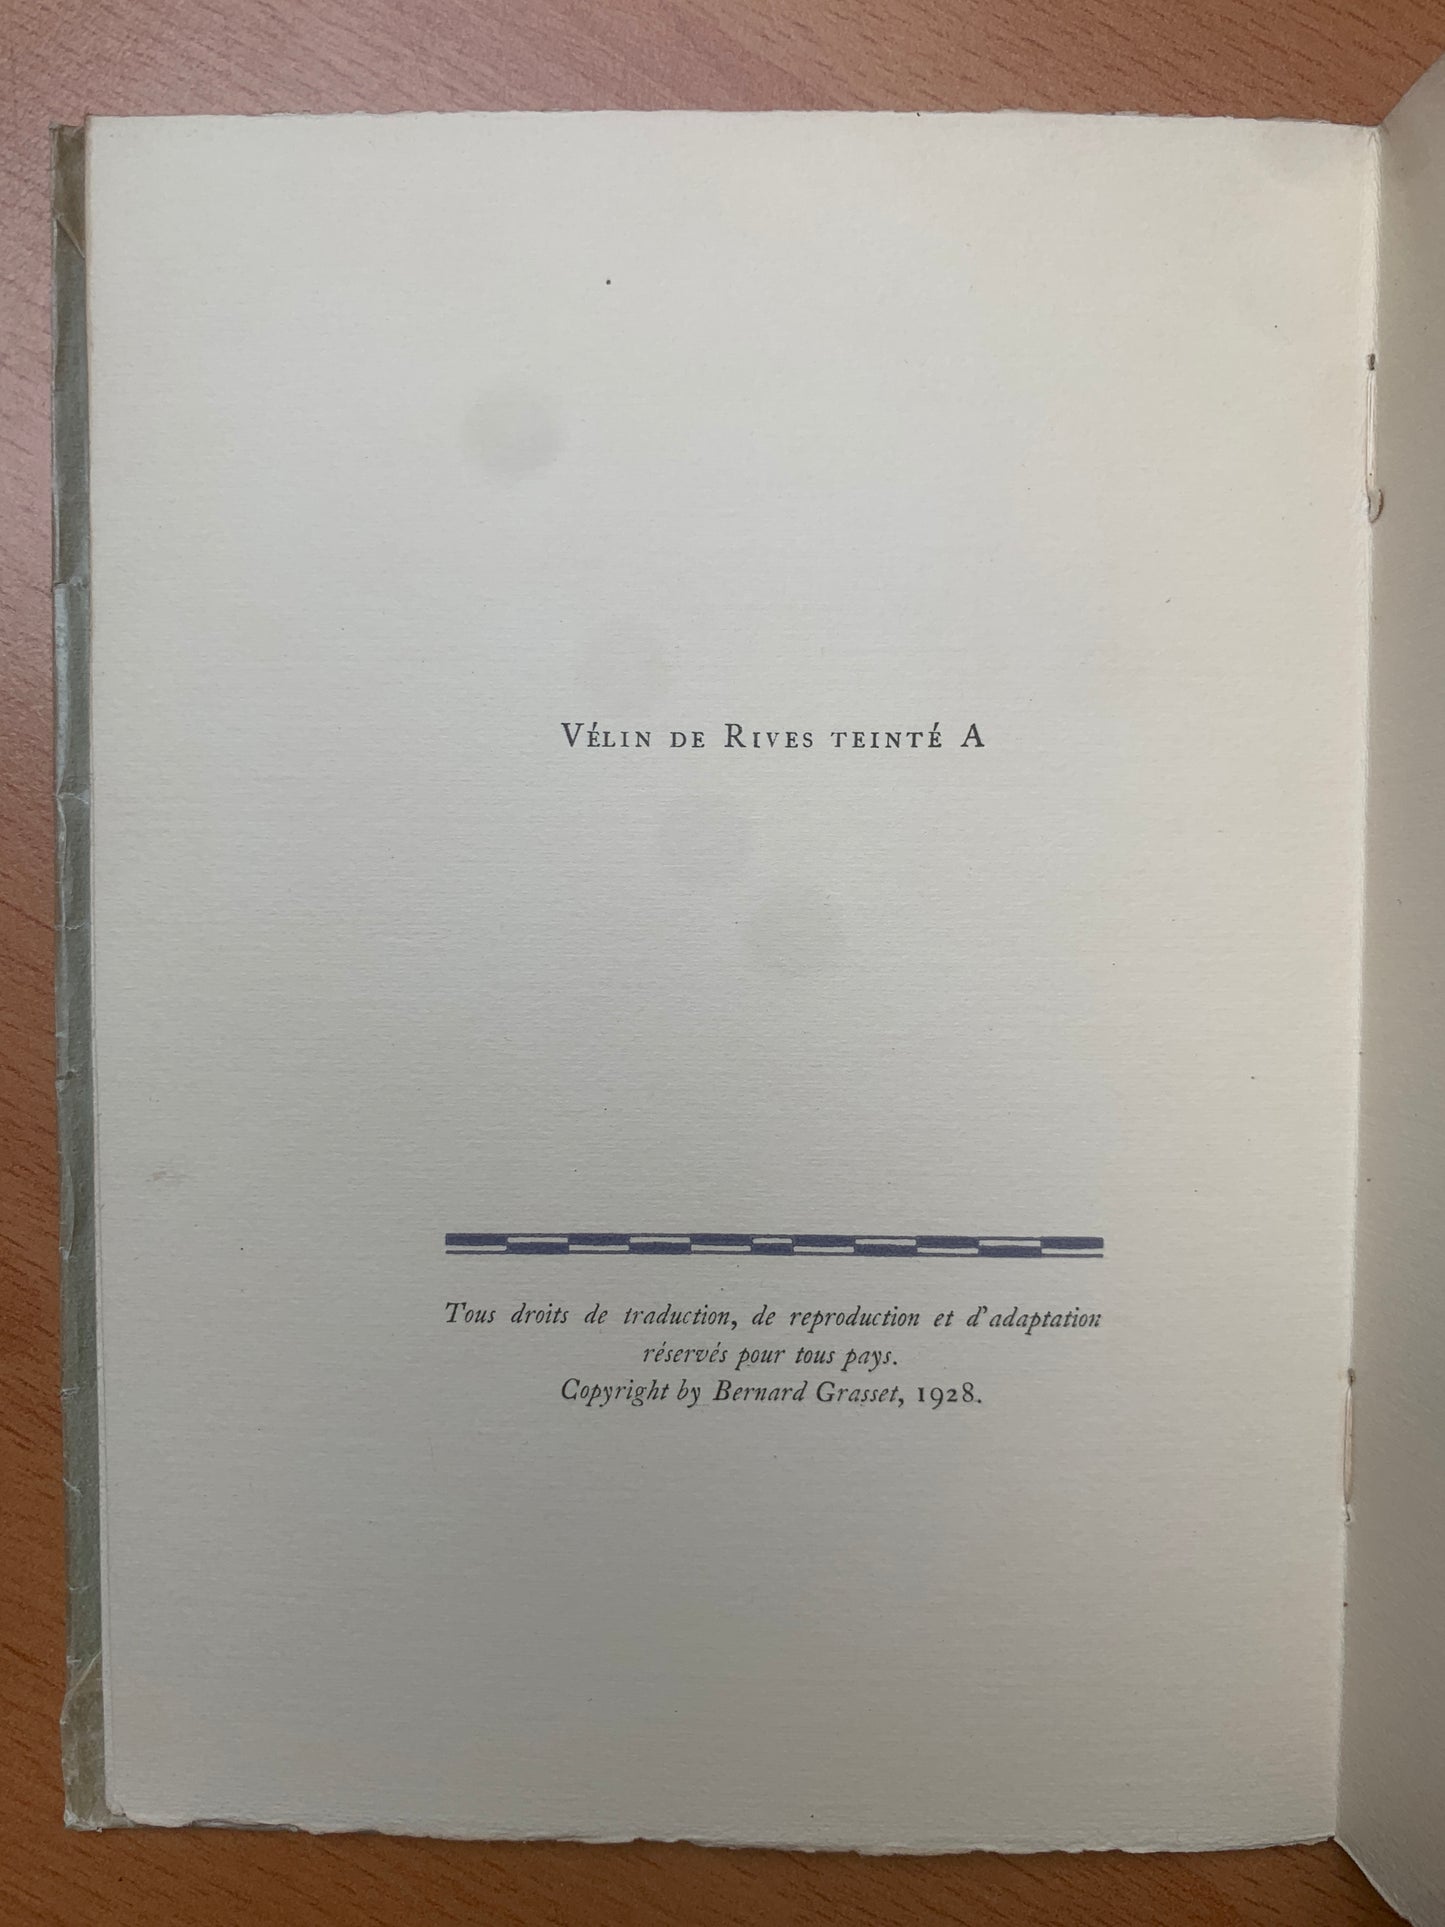 Vélin de Rives teinté A
Tous droits de traduction, de reproduction et d'adaptation
réservés pour tous pays.
Copyright by Bernard Grasset, 1928.